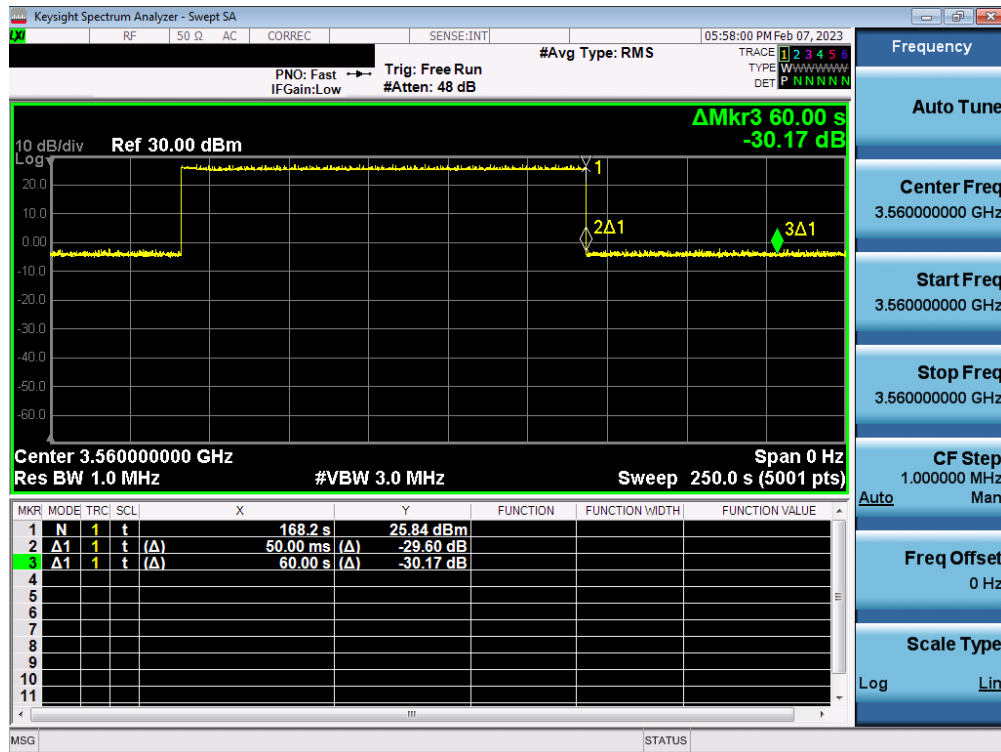 Keysight Spectrum Analyzer - Swept SA
LXI RF 50 Ω AC CORREC SENSE:INT 05:58:00 PM Feb 07, 2023
#Avg Type: RMS TRACE 1 2 3 4 5 6
PNO: Fast Trig: Free Run TYPE WWWWWW
IFGain:Low #Atten: 48 dB DET P N N N N N
ΔMkr3 60.00 s
-30.17 dB
10 dB/div Ref 30.00 dBm
Log
20.0
10.0
0.00
-10.0
-20.0
-30.0
-40.0
-50.0
-60.0
1
2Δ1
3Δ1
Center 3.560000000 GHz Span 0 Hz
Res BW 1.0 MHz #VBW 3.0 MHz Sweep 250.0 s (5001 pts)
MKR MODE TRC SCL X Y FUNCTION FUNCTION WIDTH FUNCTION VALUE
1 N 1 t 168.2 s 25.84 dBm
2 Δ1 1 t (Δ) 50.00 ms (Δ) -29.60 dB
3 Δ1 1 t (Δ) 60.00 s (Δ) -30.17 dB
4
5
6
7
8
9
10
11
MSG STATUS
Frequency
Auto Tune
Center Freq
3.560000000 GHz
Start Freq
3.560000000 GHz
Stop Freq
3.560000000 GHz
CF Step
1.000000 MHz
Auto Man
Freq Offset
0 Hz
Scale Type
Log Lin